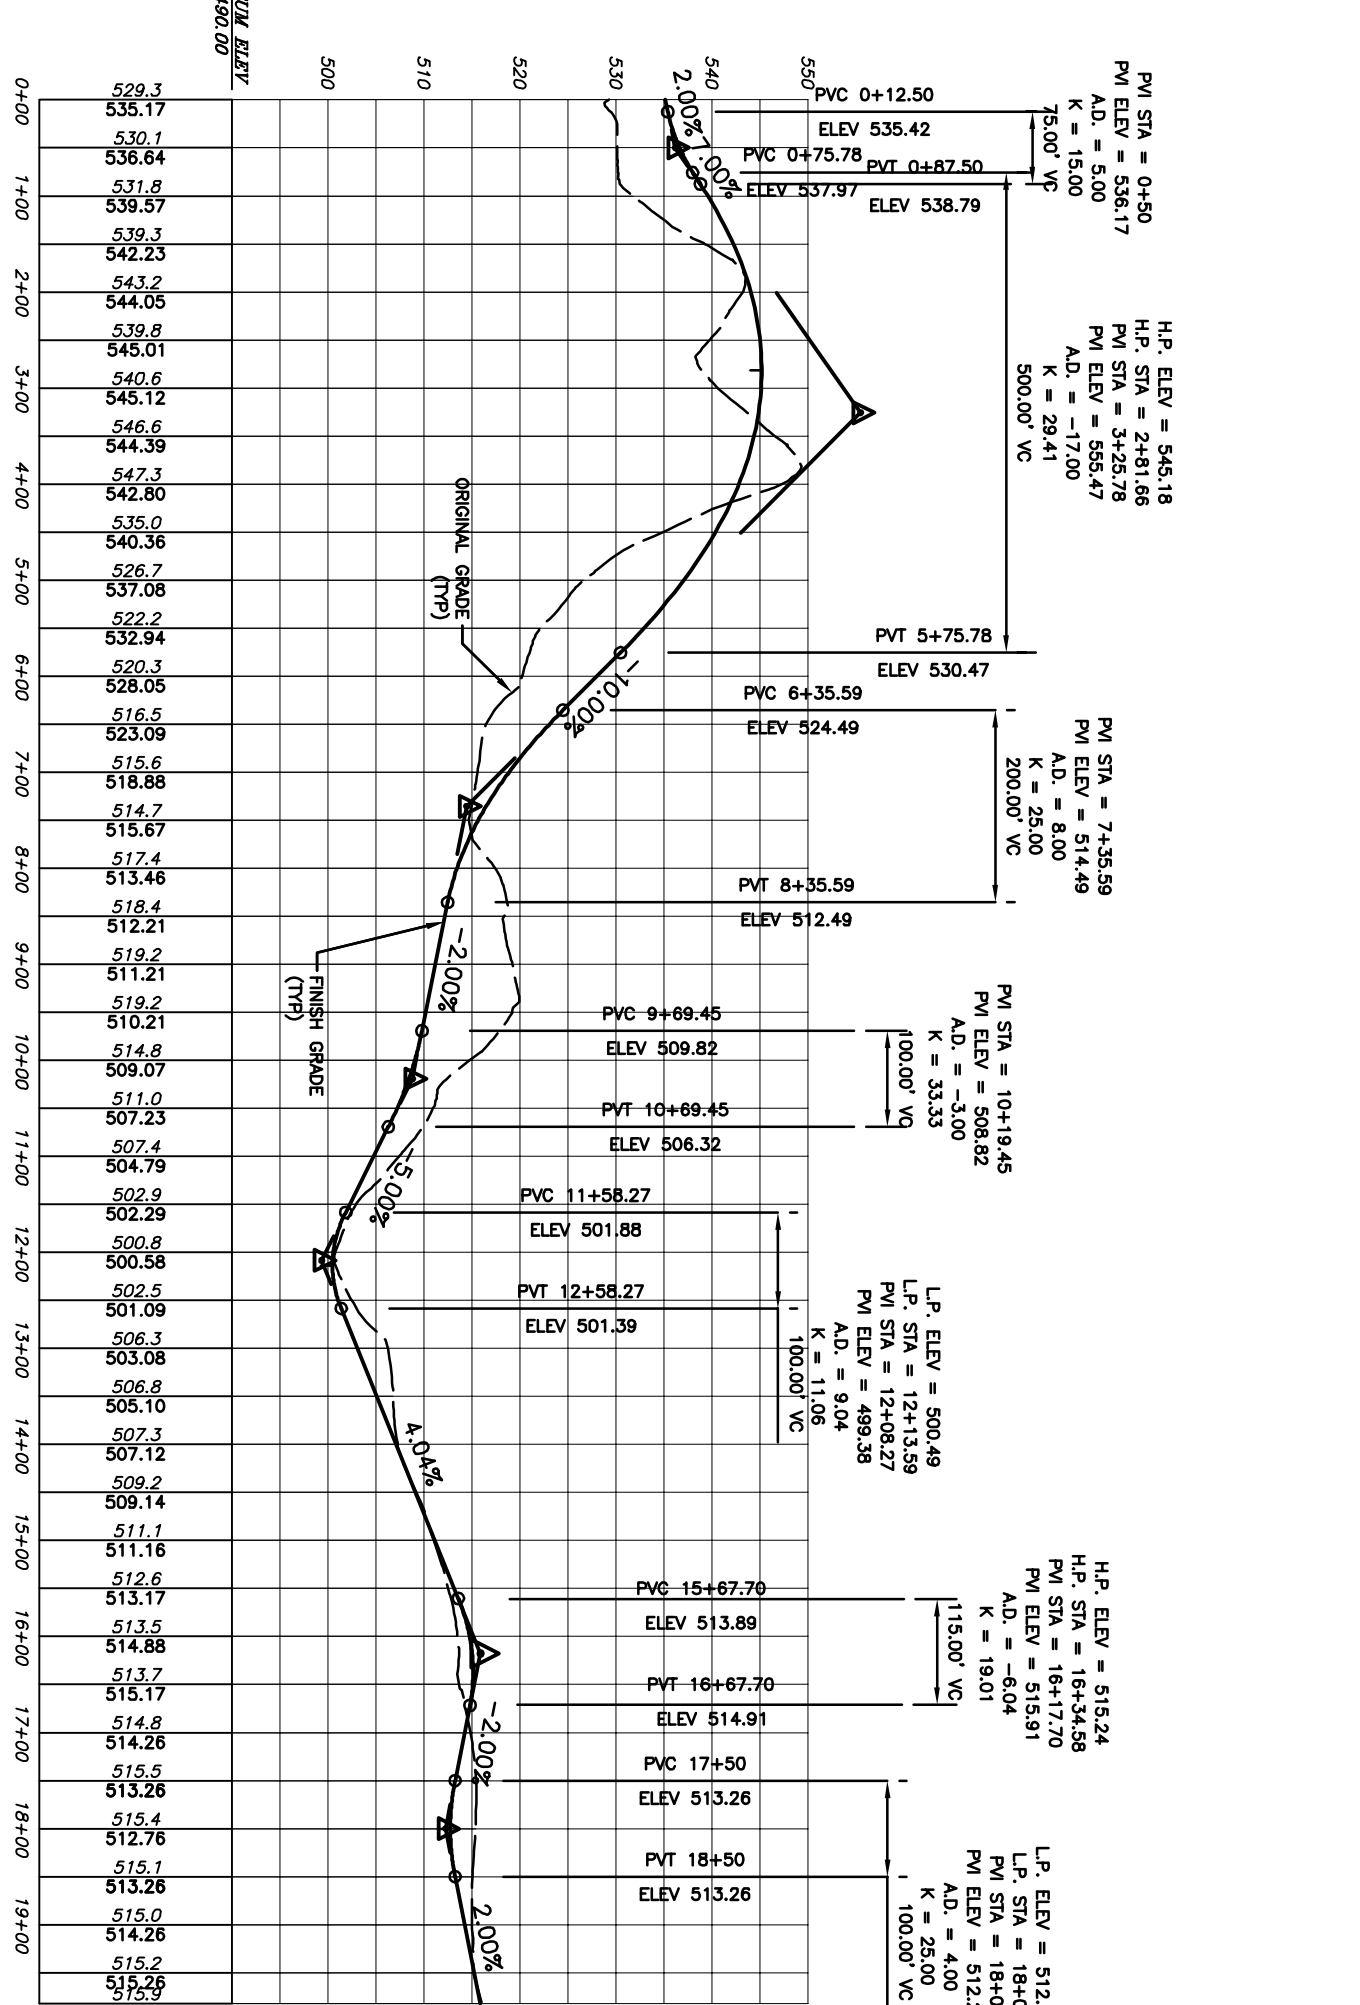 PVI STA = 0+50
PVI ELEV = 536.17
A.D. = 5.00
K = 15.00
75.00' VC
H.P. ELEV = 545.18
H.P. STA = 2+81.66
PVI STA = 3+25.78
PVI ELEV = 555.47
A.D. = -17.00
K = 29.41
500.00' VC
PVI STA = 7+35.59
PVI ELEV = 514.49
A.D. = 8.00
K = 25.00
200.00' VC
PVI STA = 10+19.45
PVI ELEV = 508.82
A.D. = -3.00
K = 33.33
100.00' VC
L.P. ELEV = 500.49
L.P. STA = 12+13.59
PVI STA = 12+08.27
PVI ELEV = 499.38
A.D. = 9.04
K = 11.06
100.00' VC
H.P. ELEV = 515.24
H.P. STA = 16+34.58
PVI STA = 16+17.70
PVI ELEV = 515.91
A.D. = -6.04
K = 19.01
115.00' VC
L.P. ELEV = 512.
L.P. STA = 18+0
PVI STA = 18+0
PVI ELEV = 512.
A.D. = 4.00
K = 25.00
100.00' VC
PVC 0+12.50
ELEV 535.42
PVC 0+75.78
ELEV 537.97
PVT 0+87.50
ELEV 538.79
PVT 5+75.78
ELEV 530.47
PVC 6+35.59
ELEV 524.49
PVT 8+35.59
ELEV 512.49
PVC 9+69.45
ELEV 509.82
PVT 10+69.45
ELEV 506.32
PVC 11+58.27
ELEV 501.88
PVT 12+58.27
ELEV 501.39
PVC 15+67.70
ELEV 513.89
PVT 16+67.70
ELEV 514.91
PVC 17+50
ELEV 513.26
PVT 18+50
ELEV 513.26
550
540
530
520
510
500
2.00%
7.00%
-10.00%
-2.00%
-5.00%
4.04%
-2.00%
2.00%
ORIGINAL GRADE
(TYP)
FINISH GRADE
(TYP)
UM ELEV
490.00
529.3
535.17
530.1
536.64
531.8
539.57
539.3
542.23
543.2
544.05
539.8
545.01
540.6
545.12
546.6
544.39
547.3
542.80
535.0
540.36
526.7
537.08
522.2
532.94
520.3
528.05
516.5
523.09
515.6
518.88
514.7
515.67
517.4
513.46
518.4
512.21
519.2
511.21
519.2
510.21
514.8
509.07
511.0
507.23
507.4
504.79
502.9
502.29
500.8
500.58
502.5
501.09
506.3
503.08
506.8
505.10
507.3
507.12
509.2
509.14
511.1
511.16
512.6
513.17
513.5
514.88
513.7
515.17
514.8
514.26
515.5
513.26
515.4
512.76
515.1
513.26
515.0
514.26
515.2
515.26
515.9
0+00
1+00
2+00
3+00
4+00
5+00
6+00
7+00
8+00
9+00
10+00
11+00
12+00
13+00
14+00
15+00
16+00
17+00
18+00
19+00